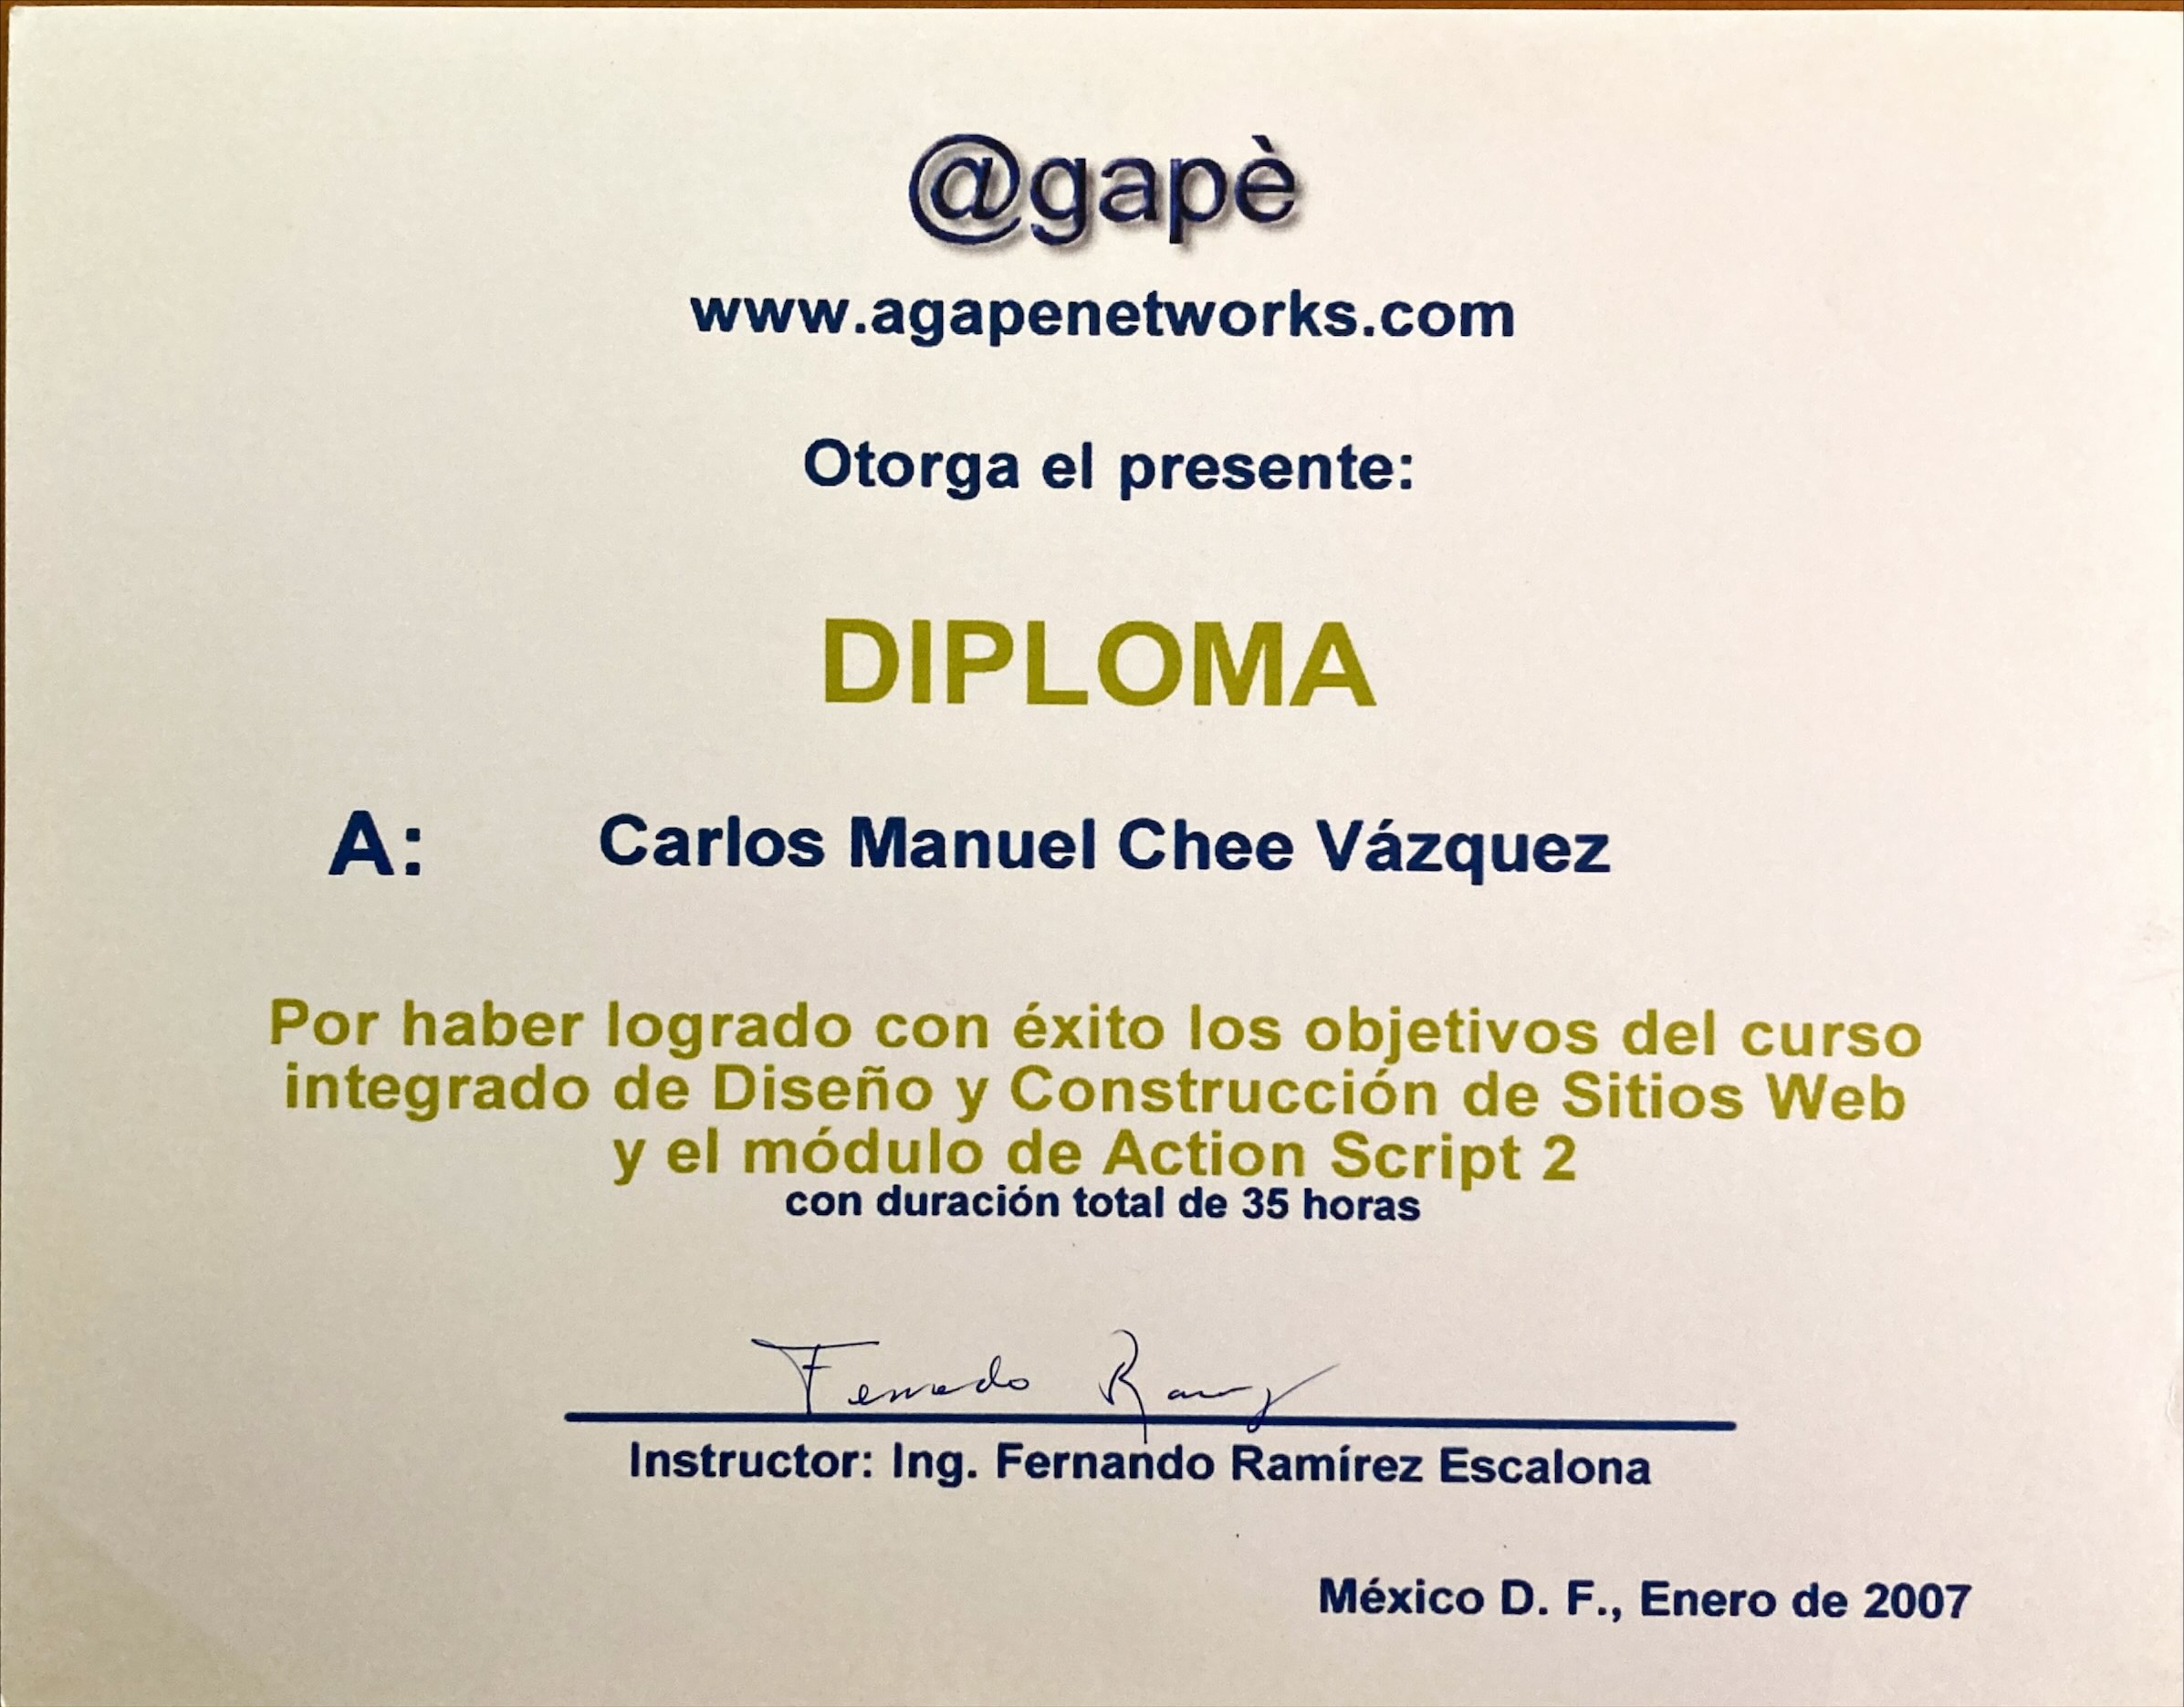 @gapè
www.agapenetworks.com
Otorga el presente:
DIPLOMA
A: Carlos Manuel Chee Vázquez
Por haber logrado con éxito los objetivos del curso
integrado de Diseño y Construcción de Sitios Web
y el módulo de Action Script 2
con duración total de 35 horas
Instructor: Ing. Fernando Ramírez Escalona
México D. F., Enero de 2007